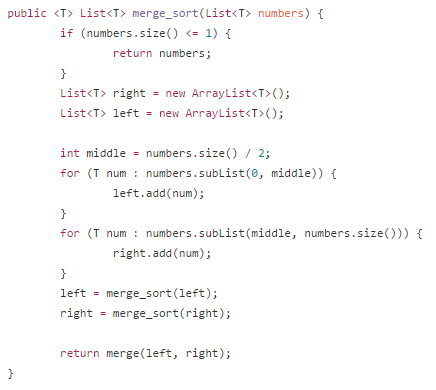 public <T> List<T> merge_sort(List<T> numbers) {
        if (numbers.size() <= 1) {
                return numbers;
        }
        List<T> right = new ArrayList<T>();
        List<T> left = new ArrayList<T>();

        int middle = numbers.size() / 2;
        for (T num : numbers.subList(0, middle)) {
                left.add(num);
        }
        for (T num : numbers.subList(middle, numbers.size())) {
                right.add(num);
        }
        left = merge_sort(left);
        right = merge_sort(right);

        return merge(left, right);
}